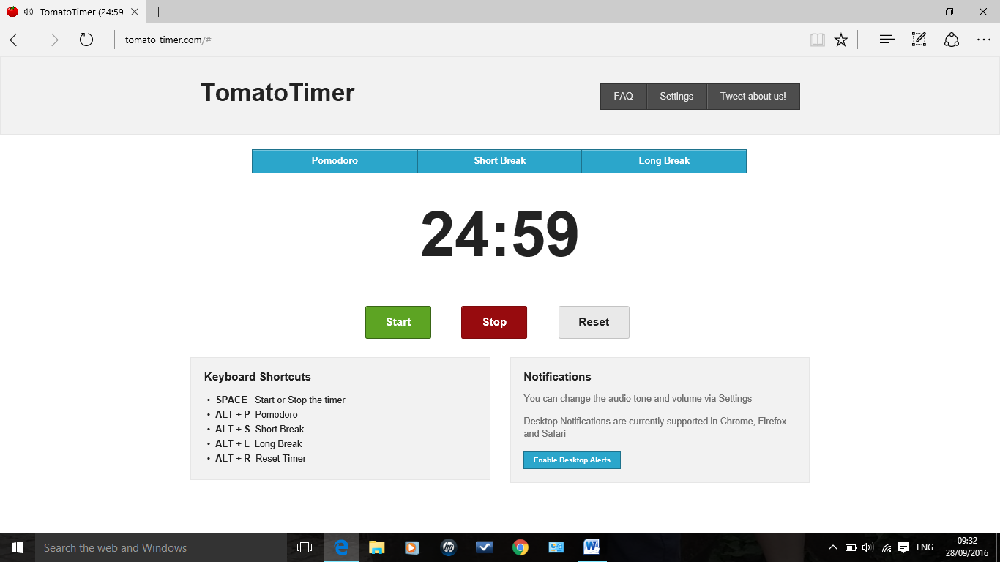 TomatoTimer (24:59
tomato-timer.com/#
TomatoTimer
FAQ Settings Tweet about us!
Pomodoro Short Break Long Break
24:59
Start Stop Reset
Keyboard Shortcuts
• SPACE Start or Stop the timer
• ALT + P Pomodoro
• ALT + S Short Break
• ALT + L Long Break
• ALT + R Reset Timer
Notifications
You can change the audio tone and volume via Settings
Desktop Notifications are currently supported in Chrome, Firefox
and Safari
Enable Desktop Alerts
Search the web and Windows
hp
ENG
09:32
28/09/2016